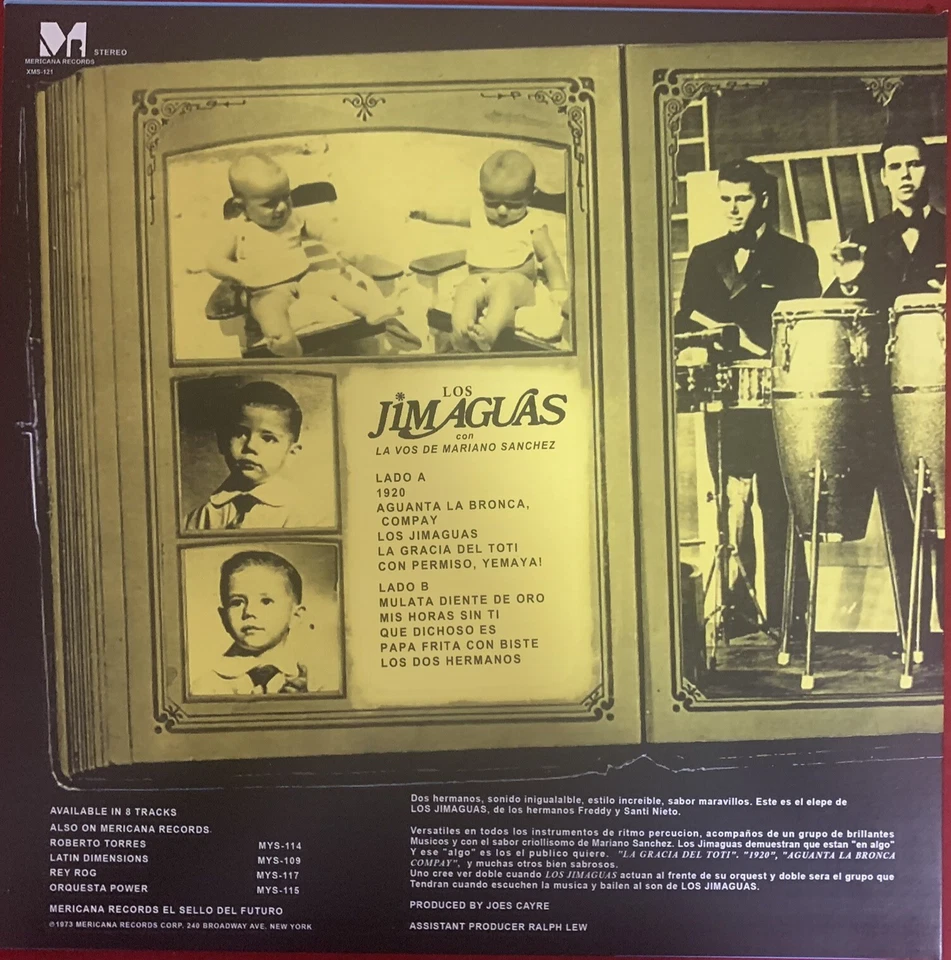 MERICANA RECORDS
STEREO
XMS-121
LOS
JIMAGUAS
con
LA VOS DE MARIANO SANCHEZ
LADO A
1920
AGUANTA LA BRONCA,
COMPAY
LOS JIMAGUAS
LA GRACIA DEL TOTI
CON PERMISO, YEMAYA!
LADO B
MULATA DIENTE DE ORO
MIS HORAS SIN TI
QUE DICHOSO ES
PAPA FRITA CON BISTE
LOS DOS HERMANOS
AVAILABLE IN 8 TRACKS
ALSO ON MERICANA RECORDS.
ROBERTO TORRES MYS-114
LATIN DIMENSIONS MYS-109
REY ROG MYS-117
ORQUESTA POWER MYS-115
MERICANA RECORDS EL SELLO DEL FUTURO
℗1973 MERICANA RECORDS CORP. 240 BROADWAY AVE. NEW YORK
Dos hermanos, sonido inigualalble, estilo increible, sabor maravillos. Este es el elepe de
LOS JIMAGUAS, de los hermanos Freddy y Santi Nieto.
Versatiles en todos los instrumentos de ritmo percucion, acompaños de un grupo de brillantes
Musicos y con el sabor criollisomo de Mariano Sanchez. Los Jimaguas demuestran que estan "en algo"
Y ese "algo" es los el publico quiere. "LA GRACIA DEL TOTI". "1920", "AGUANTA LA BRONCA
COMPAY", y muchas otros bien sabrosos.
Uno cree ver doble cuando LOS JIMAGUAS actuan al frente de su orquest y doble sera el grupo que
Tendran cuando escuchen la musica y bailen al son de LOS JIMAGUAS.
PRODUCED BY JOES CAYRE
ASSISTANT PRODUCER RALPH LEW